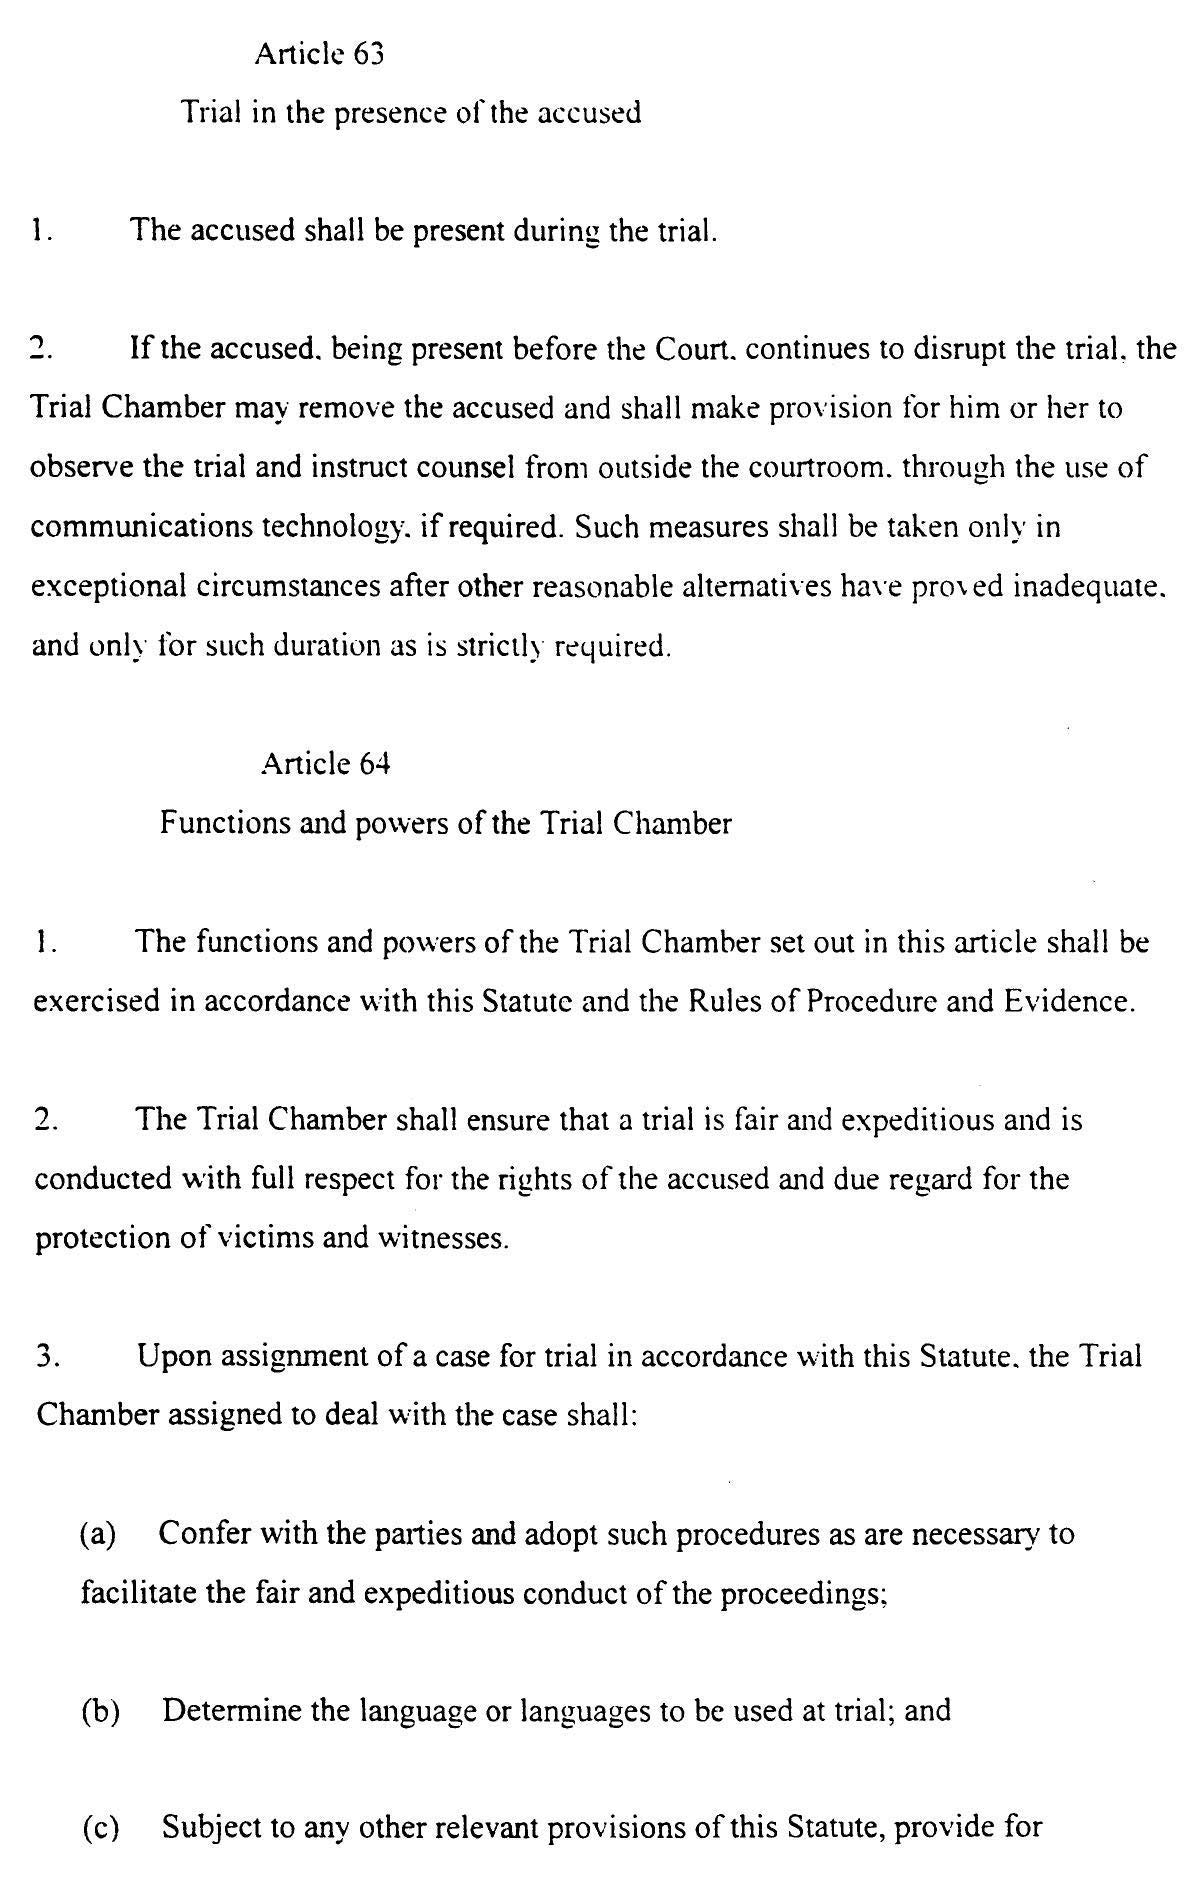 Article 63
Trial in the presence of the accused
1. The accused shall be present during the trial.
2. If the accused, being present before the Court, continues to disrupt the trial, the
Trial Chamber may remove the accused and shall make provision for him or her to
observe the trial and instruct counsel from outside the courtroom, through the use of
communications technology, if required. Such measures shall be taken only in
exceptional circumstances after other reasonable alternatives have proved inadequate,
and only for such duration as is strictly required.
Article 64
Functions and powers of the Trial Chamber
1. The functions and powers of the Trial Chamber set out in this article shall be
exercised in accordance with this Statute and the Rules of Procedure and Evidence.
2. The Trial Chamber shall ensure that a trial is fair and expeditious and is
conducted with full respect for the rights of the accused and due regard for the
protection of victims and witnesses.
3. Upon assignment of a case for trial in accordance with this Statute, the Trial
Chamber assigned to deal with the case shall:
(a) Confer with the parties and adopt such procedures as are necessary to
facilitate the fair and expeditious conduct of the proceedings;
(b) Determine the language or languages to be used at trial; and
(c) Subject to any other relevant provisions of this Statute, provide for